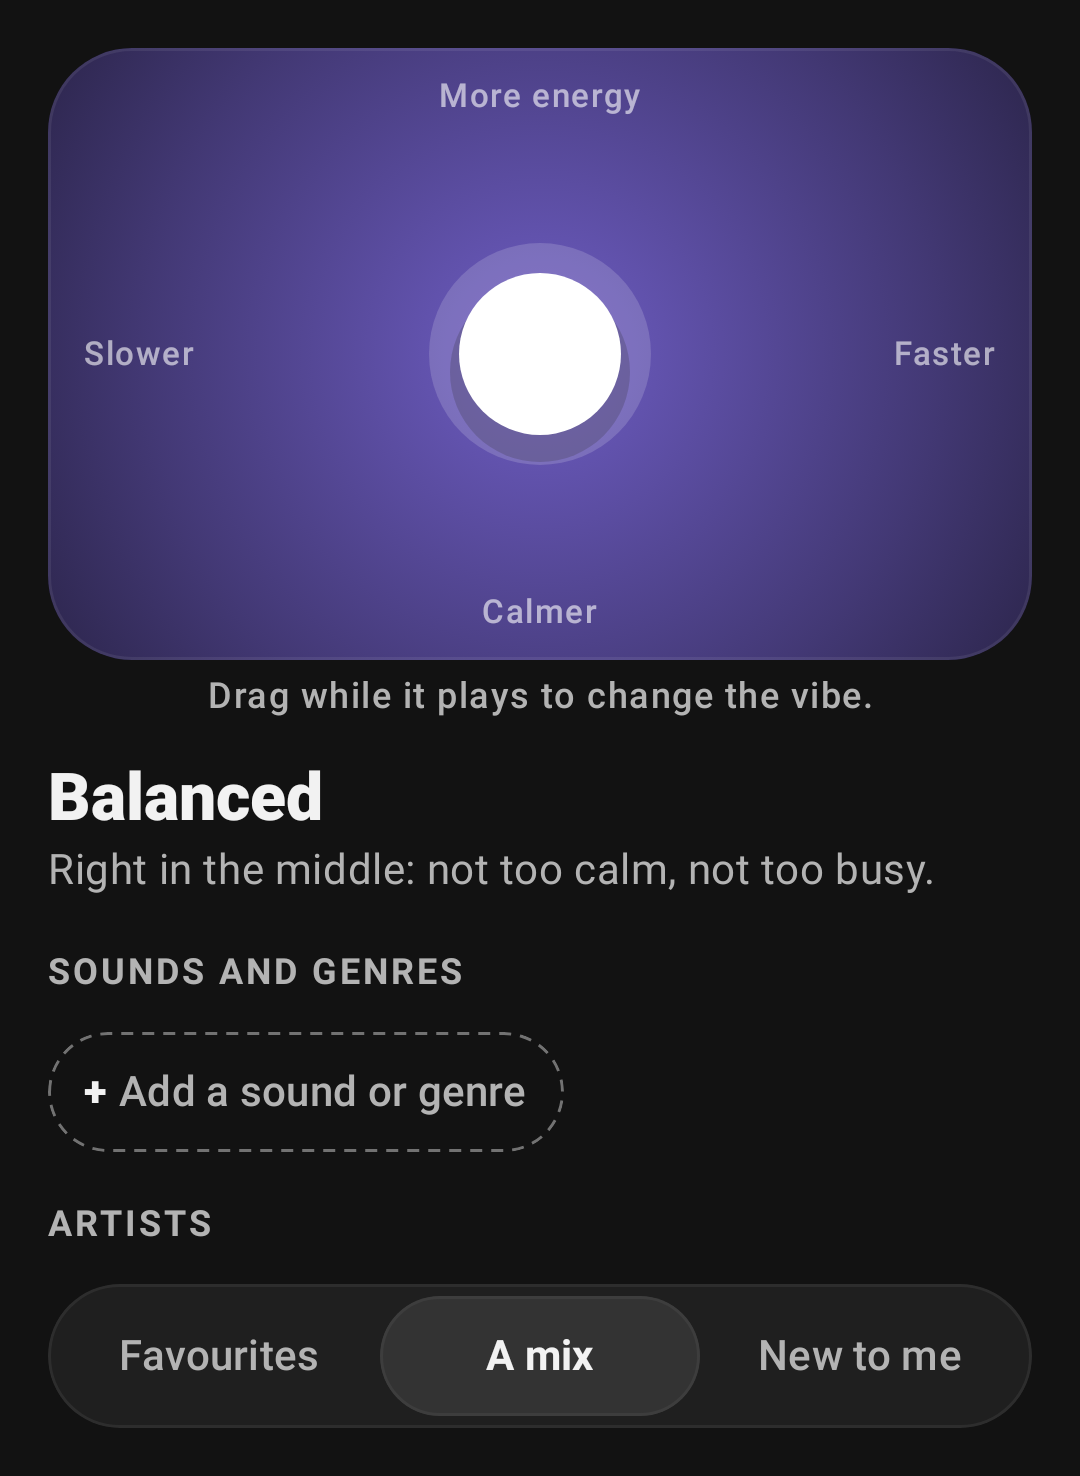 More energy
Slower
Faster
Calmer
Drag while it plays to change the vibe.
Balanced
Right in the middle: not too calm, not too busy.
SOUNDS AND GENRES
+ Add a sound or genre
ARTISTS
Favourites
A mix
New to me